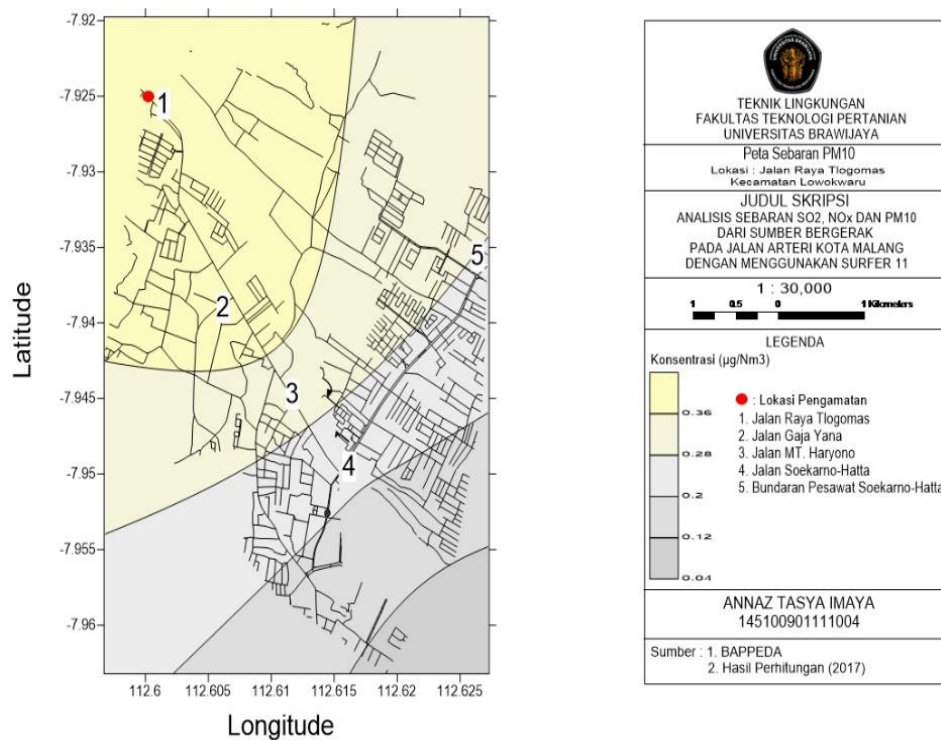 -7.92
-7.925
-7.93
-7.935
-7.94
-7.945
-7.95
-7.955
-7.96
Latitude
1
2
3
4
5
112.6 112.605 112.61 112.615 112.62 112.625
Longitude
UNIVERSITAS BRAWIJAYA
TEKNIK LINGKUNGAN
FAKULTAS TEKNOLOGI PERTANIAN
UNIVERSITAS BRAWIJAYA
Peta Sebaran PM10
Lokasi : Jalan Raya Tlogomas
Kecamatan Lowokwaru
JUDUL SKRIPSI
ANALISIS SEBARAN SO2, NOx DAN PM10
DARI SUMBER BERGERAK
PADA JALAN ARTERI KOTA MALANG
DENGAN MENGGUNAKAN SURFER 11
1 : 30,000
1 0.5 0 1 Kilometers
LEGENDA
Konsentrasi (µg/Nm3)
0.36
0.28
0.2
0.12
0.04
: Lokasi Pengamatan
1. Jalan Raya Tlogomas
2. Jalan Gaja Yana
3. Jalan MT. Haryono
4. Jalan Soekarno-Hatta
5. Bundaran Pesawat Soekarno-Hatta
ANNAZ TASYA IMAYA
145100901111004
Sumber : 1. BAPPEDA
2. Hasil Perhitungan (2017)